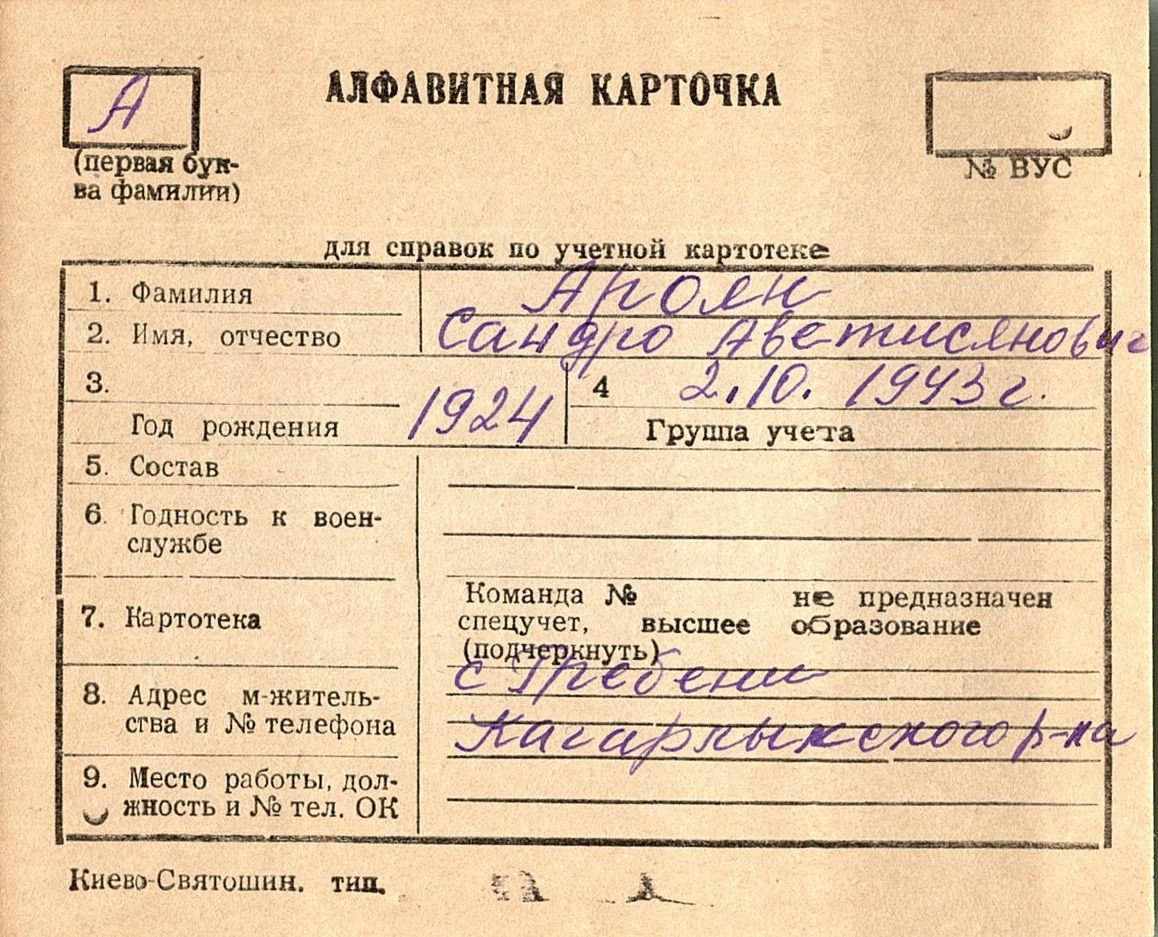 А
АЛФАВИТНАЯ КАРТОЧКА
(первая бук-
ва фамилии)
№ ВУС
для справок по учетной картотеке
1. Фамилия Ароян
2. Имя, отчество Сандро Аветисянович
3. Год рождения 1924
4 2.10. 1943 г.
Группа учета
5. Состав
6. Годность к воен-
службе
7. Картотека
Команда № не предназначен
спецучет, высшее образование
(подчеркнуть)
8. Адрес м-житель-
ства и № телефона
с Гребени
Кагарлыкского р-на
9. Место работы, дол-
жность и № тел. ОК
Киево-Святошин. тип.